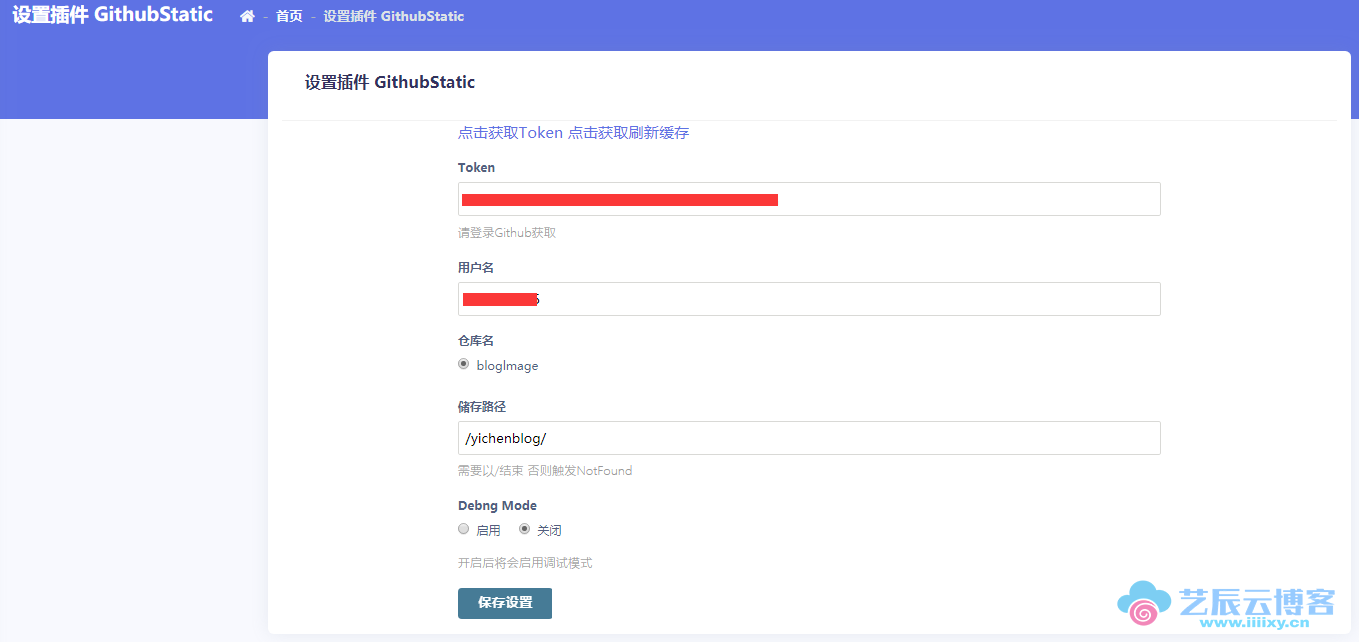 设置插件 GithubStatic 首页 - 设置插件 GithubStatic
设置插件 GithubStatic
点击获取Token 点击获取刷新缓存
Token
请登录Github获取
用户名
仓库名
blogImage
储存路径
/yichenblog/
需要以/结束 否则触发NotFound
Debng Mode
启用 关闭
开启后将会启用调试模式
保存设置
艺辰云博客
www.iiiixy.cn